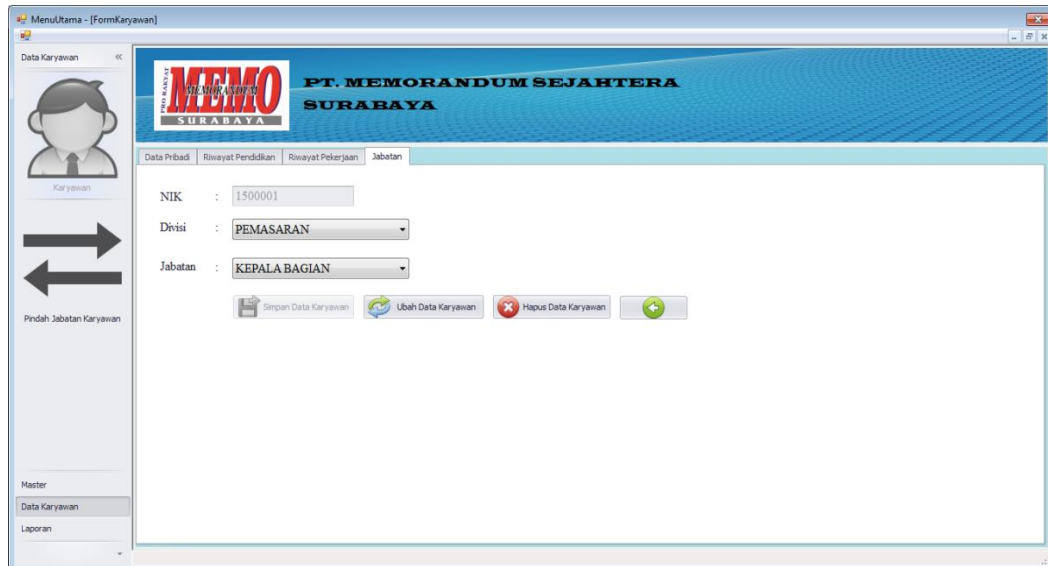 MenuUtama - [FormKaryawan]
Data Karyawan
Karyawan
Pindah Jabatan Karyawan
Master
Data Karyawan
Laporan
PRO RAKYAT
MEMO
MEMORANDUM
SURABAYA
PT. MEMORANDUM SEJAHTERA
SURABAYA
Data Pribadi Riwayat Pendidikan Riwayat Pekerjaan Jabatan
NIK : 1500001
Divisi : PEMASARAN
Jabatan : KEPALA BAGIAN
Simpan Data Karyawan Ubah Data Karyawan Hapus Data Karyawan